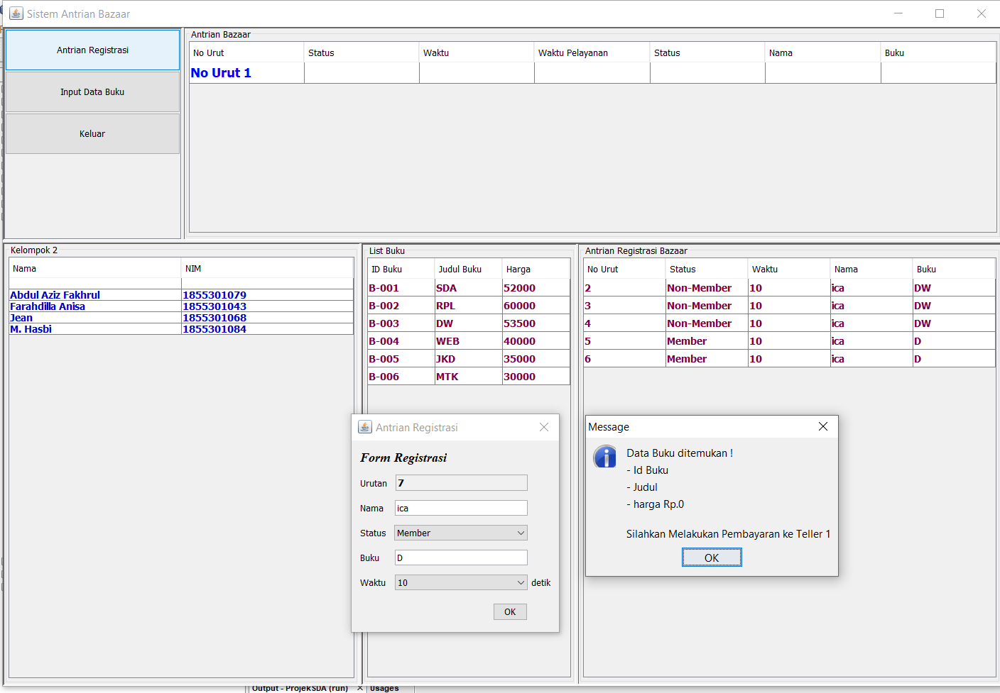 Sistem Antrian Bazaar
Antrian Registrasi
Input Data Buku
Keluar
Antrian Bazaar
No Urut Status Waktu Waktu Pelayanan Status Nama Buku
No Urut 1
Kelompok 2
Nama NIM
Abdul Aziz Fakhrul 1855301079
Farahdilla Anisa 1855301043
Jean 1855301068
M. Hasbi 1855301084
List Buku
ID Buku Judul Buku Harga
B-001 SDA 52000
B-002 RPL 60000
B-003 DW 53500
B-004 WEB 40000
B-005 JKD 35000
B-006 MTK 30000
Antrian Registrasi Bazaar
No Urut Status Waktu Nama Buku
2 Non-Member 10 ica DW
3 Non-Member 10 ica DW
4 Non-Member 10 ica DW
5 Member 10 ica D
6 Member 10 ica D
Antrian Registrasi
Form Registrasi
Urutan 7
Nama ica
Status Member
Buku D
Waktu 10 detik
OK
Message
Data Buku ditemukan !
- Id Buku
- Judul
- harga Rp.0
Silahkan Melakukan Pembayaran ke Teller 1
OK
Output - ProjekSDA (run) Usages